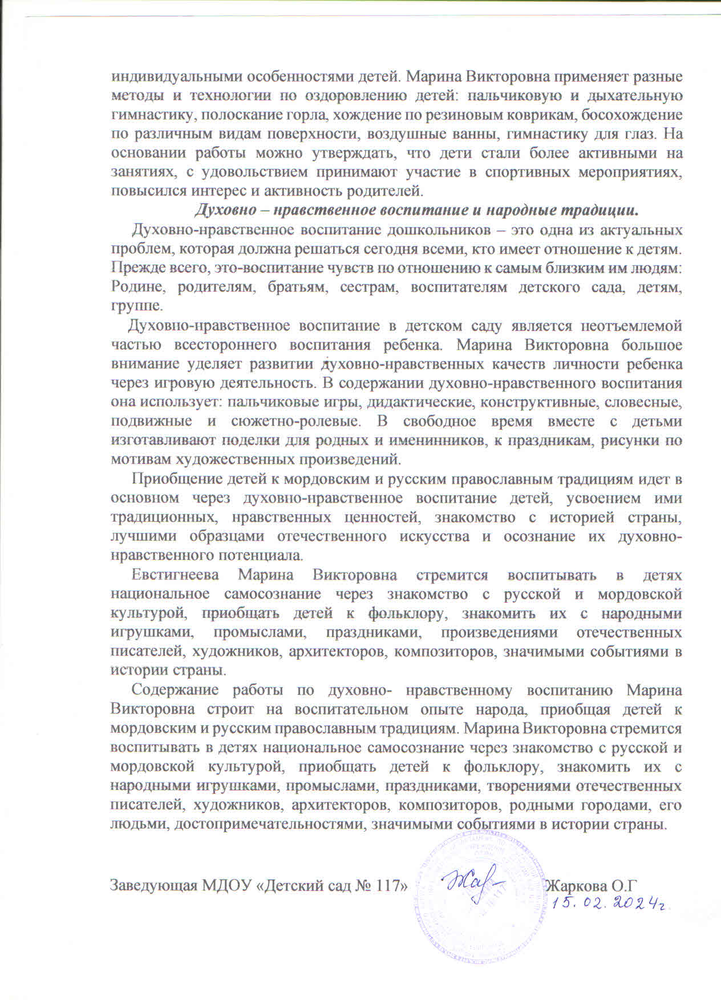 индивидуальными особенностями детей. Марина Викторовна применяет разные
методы и технологии по оздоровлению детей: пальчиковую и дыхательную
гимнастику, полоскание горла, хождение по резиновым коврикам, босохождение
по различным видам поверхности, воздушные ванны, гимнастику для глаз. На
основании работы можно утверждать, что дети стали более активными на
занятиях, с удовольствием принимают участие в спортивных мероприятиях,
повысился интерес и активность родителей.
Духовно – нравственное воспитание и народные традиции.
Духовно-нравственное воспитание дошкольников – это одна из актуальных
проблем, которая должна решаться сегодня всеми, кто имеет отношение к детям.
Прежде всего, это-воспитание чувств по отношению к самым близким им людям:
Родине, родителям, братьям, сестрам, воспитателям детского сада, детям,
группе.
Духовно-нравственное воспитание в детском саду является неотъемлемой
частью всестороннего воспитания ребенка. Марина Викторовна большое
внимание уделяет развитии духовно-нравственных качеств личности ребенка
через игровую деятельность. В содержании духовно-нравственного воспитания
она использует: пальчиковые игры, дидактические, конструктивные, словесные,
подвижные и сюжетно-ролевые. В свободное время вместе с детьми
изготавливают поделки для родных и именинников, к праздникам, рисунки по
мотивам художественных произведений.
Приобщение детей к мордовским и русским православным традициям идет в
основном через духовно-нравственное воспитание детей, усвоением ими
традиционных, нравственных ценностей, знакомство с историей страны,
лучшими образцами отечественного искусства и осознание их духовно-
нравственного потенциала.
Евстигнеева Марина Викторовна стремится воспитывать в детях
национальное самосознание через знакомство с русской и мордовской
культурой, приобщать детей к фольклору, знакомить их с народными
игрушками, промыслами, праздниками, произведениями отечественных
писателей, художников, архитекторов, композиторов, значимыми событиями в
истории страны.
Содержание работы по духовно- нравственному воспитанию Марина
Викторовна строит на воспитательном опыте народа, приобщая детей к
мордовским и русским православным традициям. Марина Викторовна стремится
воспитывать в детях национальное самосознание через знакомство с русской и
мордовской культурой, приобщать детей к фольклору, знакомить их с
народными игрушками, промыслами, праздниками, творениями отечественных
писателей, художников, архитекторов, композиторов, родными городами, его
людьми, достопримечательностями, значимыми событиями в истории страны.
Заведующая МДОУ «Детский сад № 117» Жаркова О.Г
15.02.2024г.